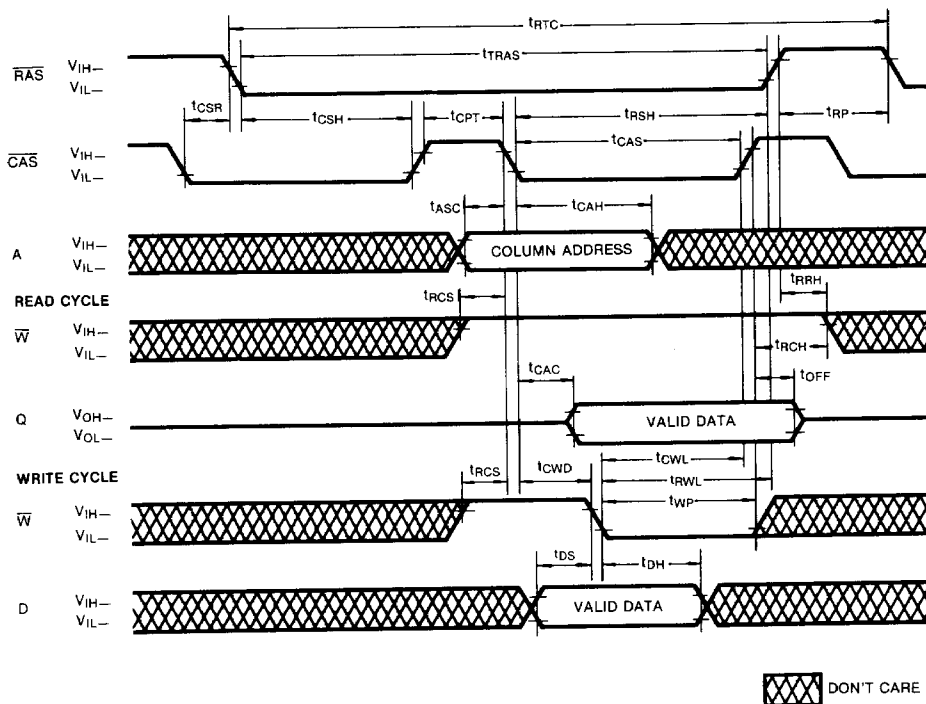 tRTC
tTRAS
RAS VIH— VIL—
tCSR tCSH tCPT tRSH tRP
CAS VIH— VIL—
tCAS
tASC tCAH
A VIH— VIL—
COLUMN ADDRESS
READ CYCLE
tRCS tRRH
W VIH— VIL—
tRCH
tCAC tOFF
Q VOH— VOL—
VALID DATA
WRITE CYCLE
tRCS tCWD tCWL
tRWL
W VIH— VIL—
tWP
tDS tDH
D VIH— VIL—
VALID DATA
DON'T CARE